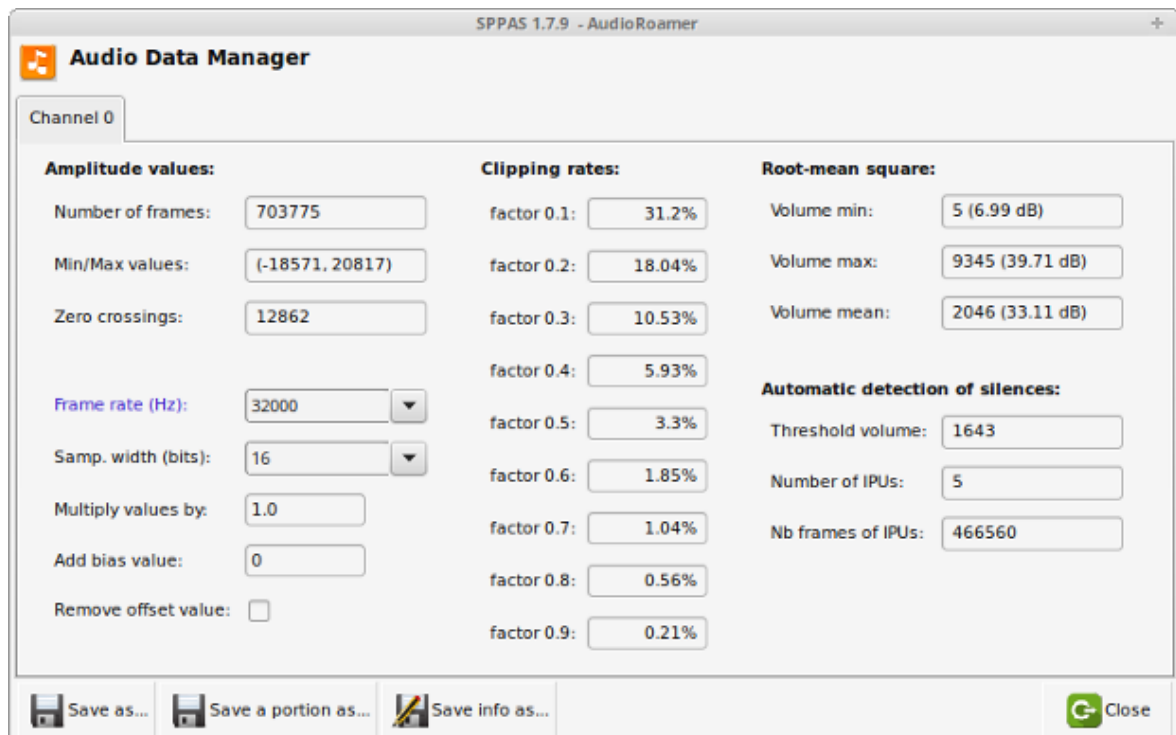 SPPAS 1.7.9 - AudioRoamer
Audio Data Manager
Channel 0
Amplitude values:
Number of frames: 703775
Min/Max values: (-18571, 20817)
Zero crossings: 12862
Frame rate (Hz): 32000
Samp. width (bits): 16
Multiply values by: 1.0
Add bias value: 0
Remove offset value:
Clipping rates:
factor 0.1: 31.2%
factor 0.2: 18.04%
factor 0.3: 10.53%
factor 0.4: 5.93%
factor 0.5: 3.3%
factor 0.6: 1.85%
factor 0.7: 1.04%
factor 0.8: 0.56%
factor 0.9: 0.21%
Root-mean square:
Volume min: 5 (6.99 dB)
Volume max: 9345 (39.71 dB)
Volume mean: 2046 (33.11 dB)
Automatic detection of silences:
Threshold volume: 1643
Number of IPUs: 5
Nb frames of IPUs: 466560
Save as... Save a portion as... Save info as... Close